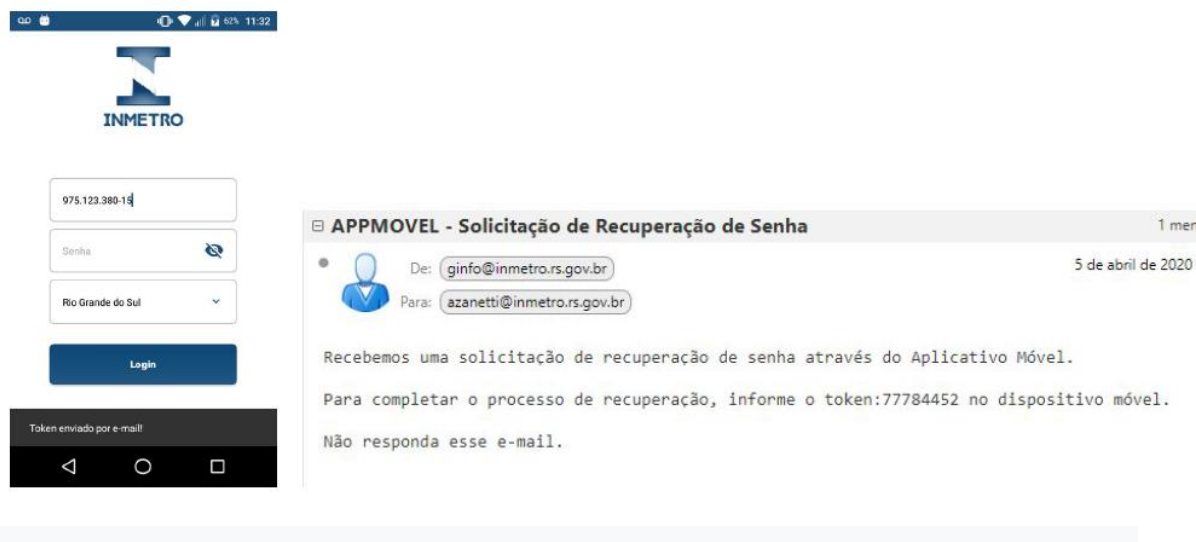 62% 11:32
INMETRO
975.123.380-15
Senha
Rio Grande do Sul
Login
Token enviado por e-mail!
APPMOVEL - Solicitação de Recuperação de Senha
1 mer
De: ginfo@inmetro.rs.gov.br
5 de abril de 2020
Para: azanetti@inmetro.rs.gov.br
Recebemos uma solicitação de recuperação de senha através do Aplicativo Móvel.
Para completar o processo de recuperação, informe o token:77784452 no dispositivo móvel.
Não responda esse e-mail.